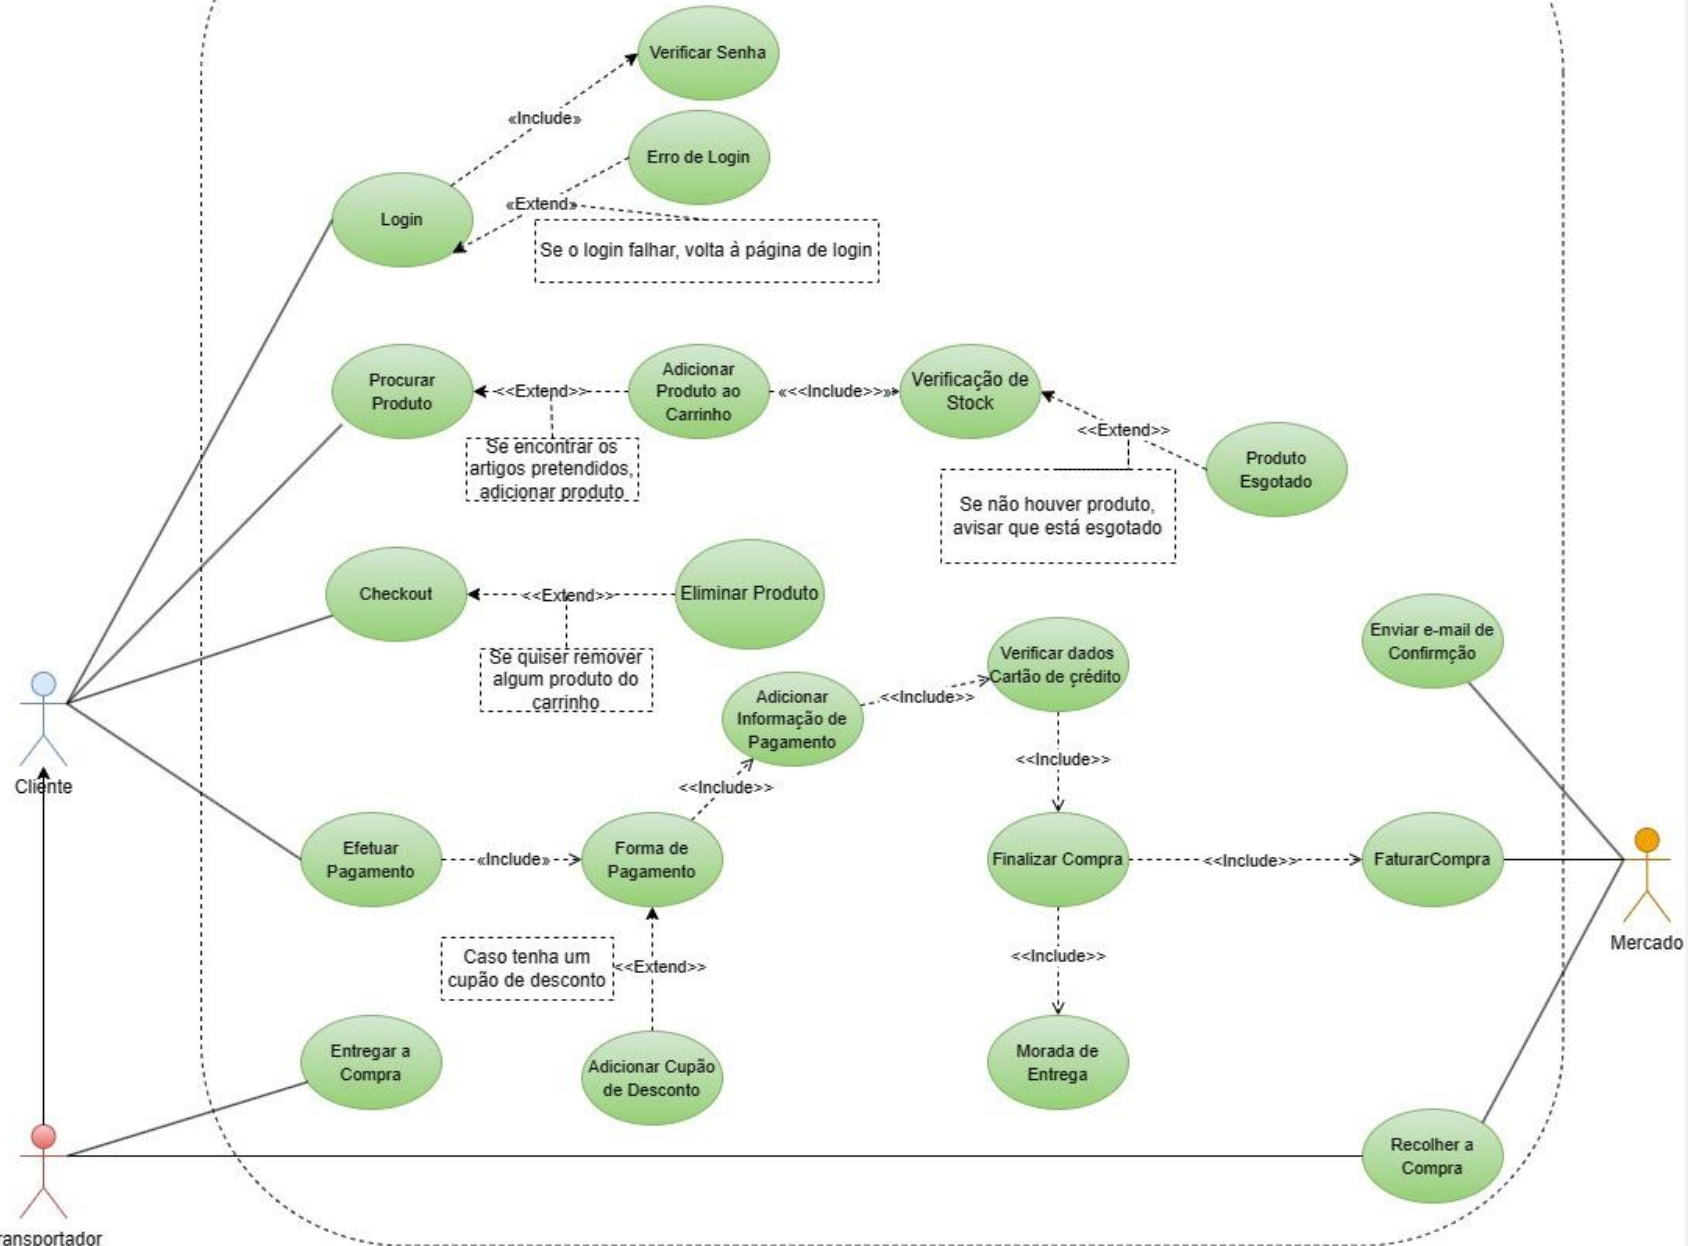 Verificar Senha
«Include»
Erro de Login
«Extend»
Login
Se o login falhar, volta à página de login
Procurar
Produto
<<Extend>>
Adicionar
Produto ao
Carrinho
«<<Include>>»
Verificação de
Stock
<<Extend>>
Se encontrar os
artigos pretendidos,
adicionar produto
Produto
Esgotado
Se não houver produto,
avisar que está esgotado
Checkout
<<Extend>>
Eliminar Produto
Se quiser remover
algum produto do
carrinho
Enviar e-mail de
Confirmção
Verificar dados
Cartão de çrédito
Adicionar
Informação de
Pagamento
<<Include>>
<<Include>>
<<Include>>
Cliente
Efetuar
Pagamento
«Include»
Forma de
Pagamento
Finalizar Compra
<<Include>>
FaturarCompra
Mercado
Caso tenha um
cupão de desconto
<<Extend>>
<<Include>>
Entregar a
Compra
Adicionar Cupão
de Desconto
Morada de
Entrega
Recolher a
Compra
ransportador